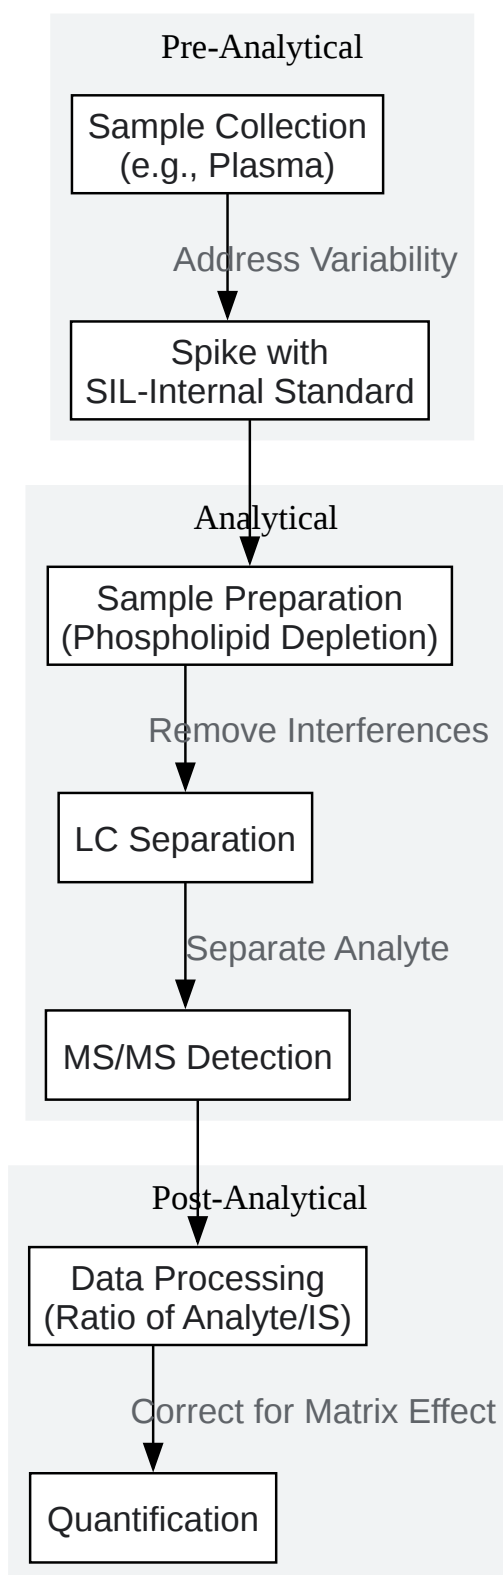 Pre-Analytical
Sample Collection
(e.g., Plasma)
Address Variability
Spike with
SIL-Internal Standard
Analytical
Sample Preparation
(Phospholipid Depletion)
Remove Interferences
LC Separation
Separate Analyte
MS/MS Detection
Post-Analytical
Data Processing
(Ratio of Analyte/IS)
Correct for Matrix Effect
Quantification